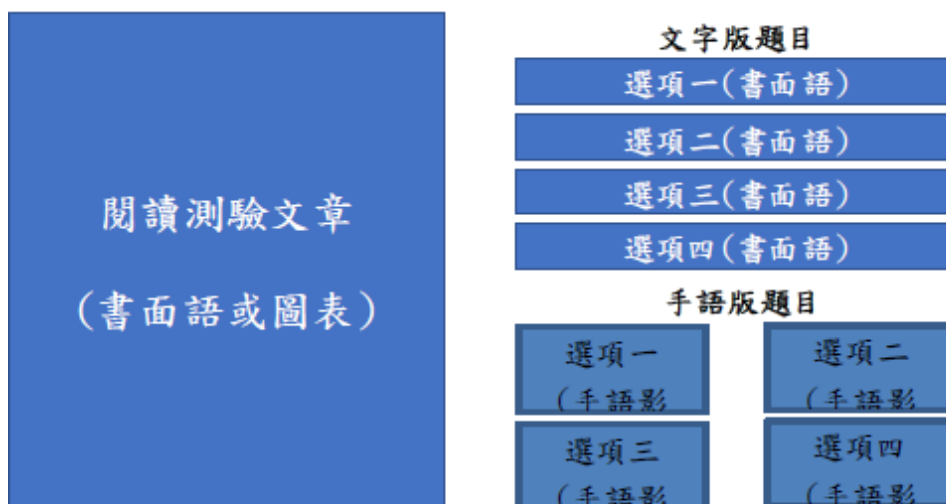 閱讀測驗文章
(書面語或圖表)
文字版題目
選項一(書面語)
選項二(書面語)
選項三(書面語)
選項四(書面語)
手語版題目
選項一
(手語影
選項二
(手語影
選項三
(手語影
選項四
(手語影